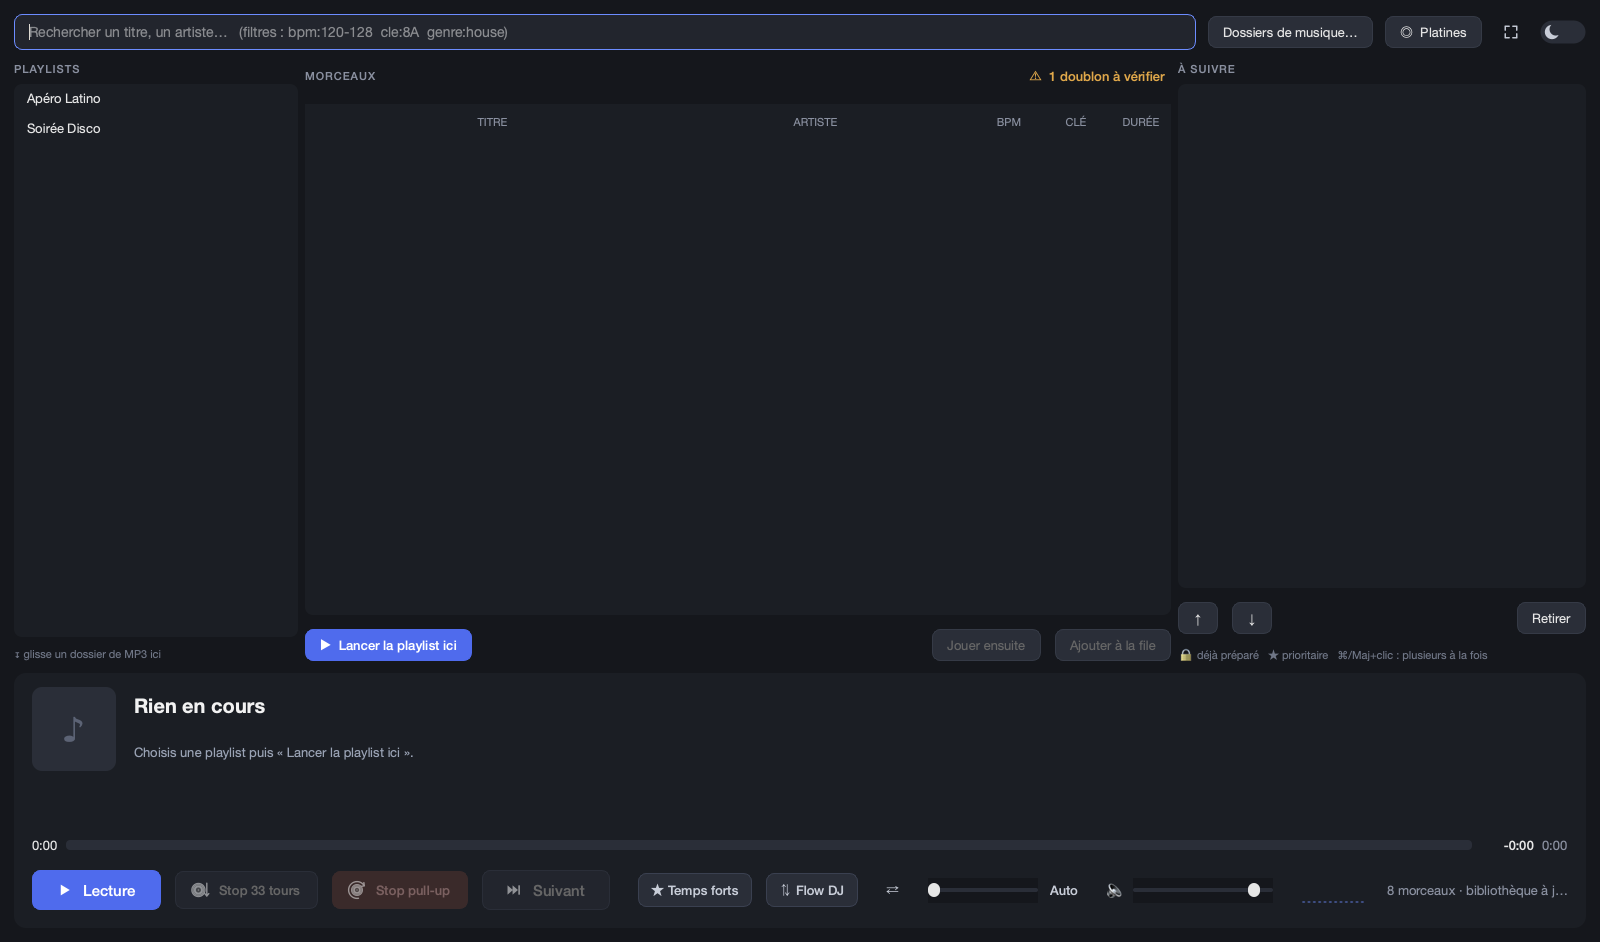 Rechercher un titre, un artiste… (filtres : bpm:120-128 cle:8A genre:house)
Dossiers de musique…
Platines
PLAYLISTS
Apéro Latino
Soirée Disco
glisse un dossier de MP3 ici
MORCEAUX
⚠ 1 doublon à vérifier
TITRE ARTISTE BPM CLÉ DURÉE
▶ Lancer la playlist ici
Jouer ensuite
Ajouter à la file
À SUIVRE
↑ ↓
Retirer
🔒 déjà préparé ★ prioritaire ⌘/Maj+clic : plusieurs à la fois
Rien en cours
Choisis une playlist puis « Lancer la playlist ici ».
0:00
-0:00 0:00
▶ Lecture
Stop 33 tours
Stop pull-up
Suivant
★ Temps forts
⇅ Flow DJ
⇄
Auto
8 morceaux · bibliothèque à j…